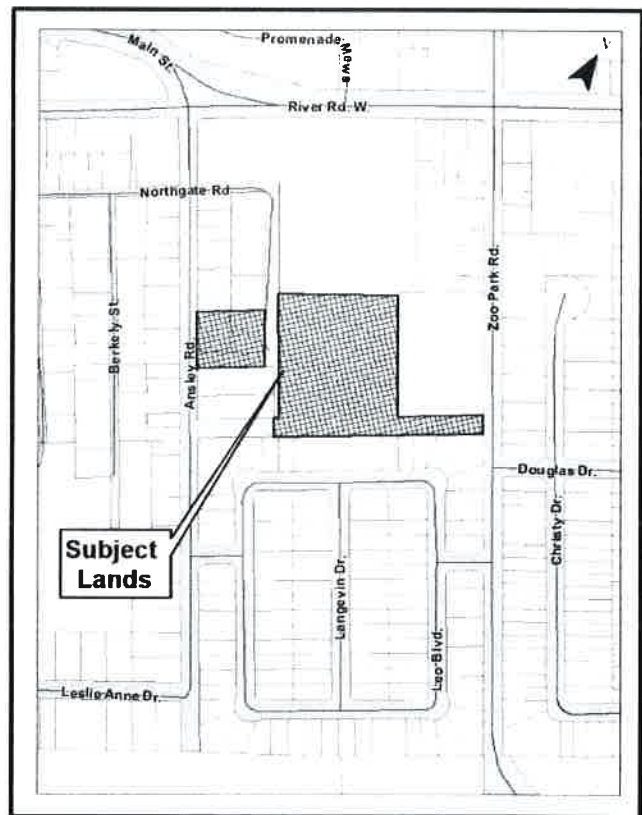 Promenade
Mews
Main St.
River Rd. W.
Northgate Rd
Zoo Park Rd.
Berkely St.
Ansley Rd
Douglas Dr.
Christy Dr.
Subject
Lands
Langevin Dr.
Leo Blvd.
Leslie Anne Dr.